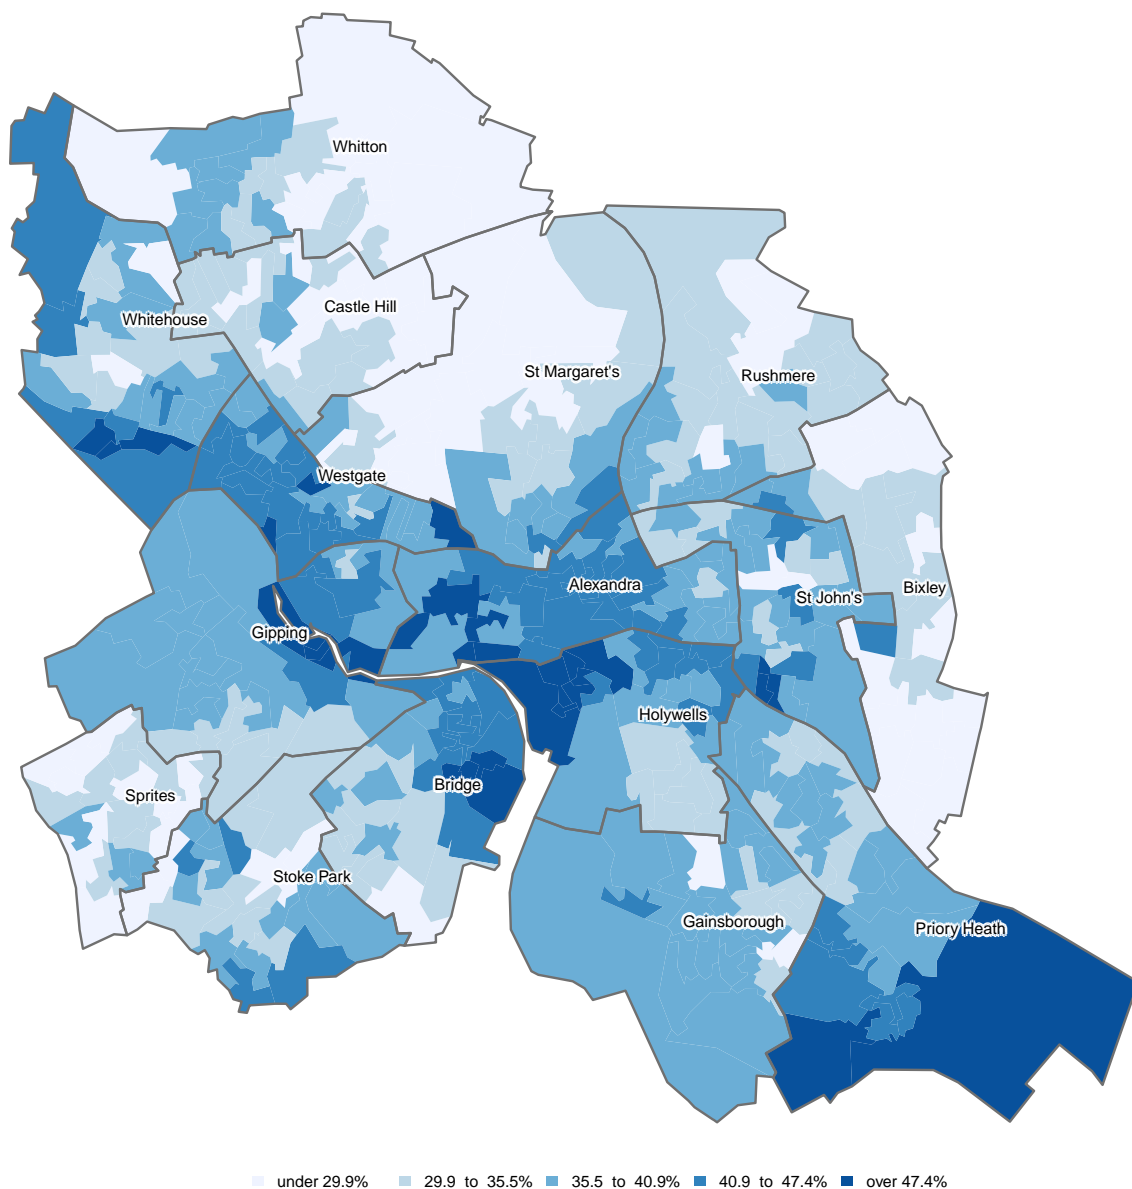 Whitton
Castle Hill
Whitehouse
St Margaret's
Rushmere
Westgate
Alexandra
St John's
Bixley
Gipping
Holywells
Bridge
Sprites
Stoke Park
Gainsborough
Priory Heath
under 29.9% 29.9 to 35.5% 35.5 to 40.9% 40.9 to 47.4% over 47.4%